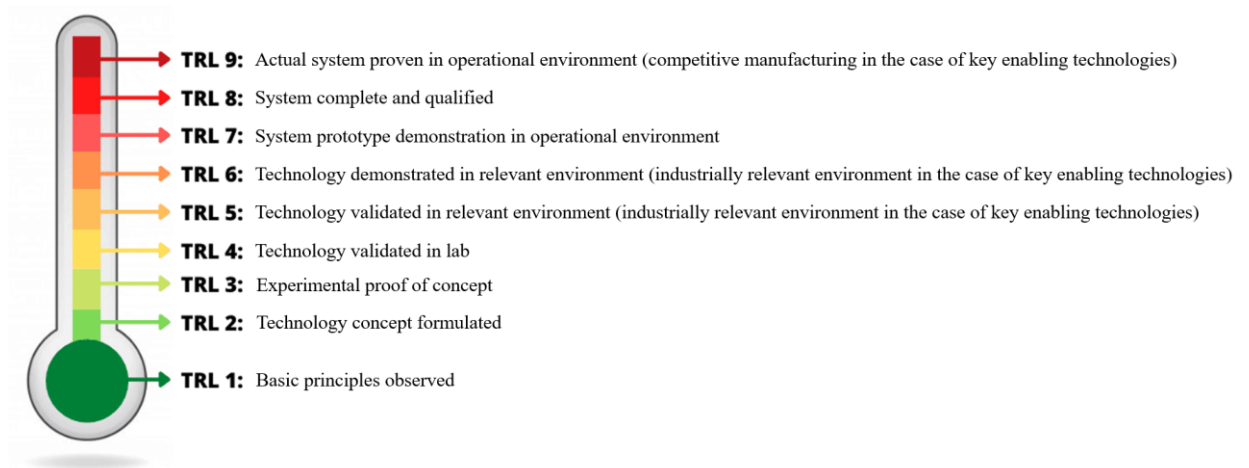 TRL 9: Actual system proven in operational environment (competitive manufacturing in the case of key enabling technologies)
TRL 8: System complete and qualified
TRL 7: System prototype demonstration in operational environment
TRL 6: Technology demonstrated in relevant environment (industrially relevant environment in the case of key enabling technologies)
TRL 5: Technology validated in relevant environment (industrially relevant environment in the case of key enabling technologies)
TRL 4: Technology validated in lab
TRL 3: Experimental proof of concept
TRL 2: Technology concept formulated
TRL 1: Basic principles observed